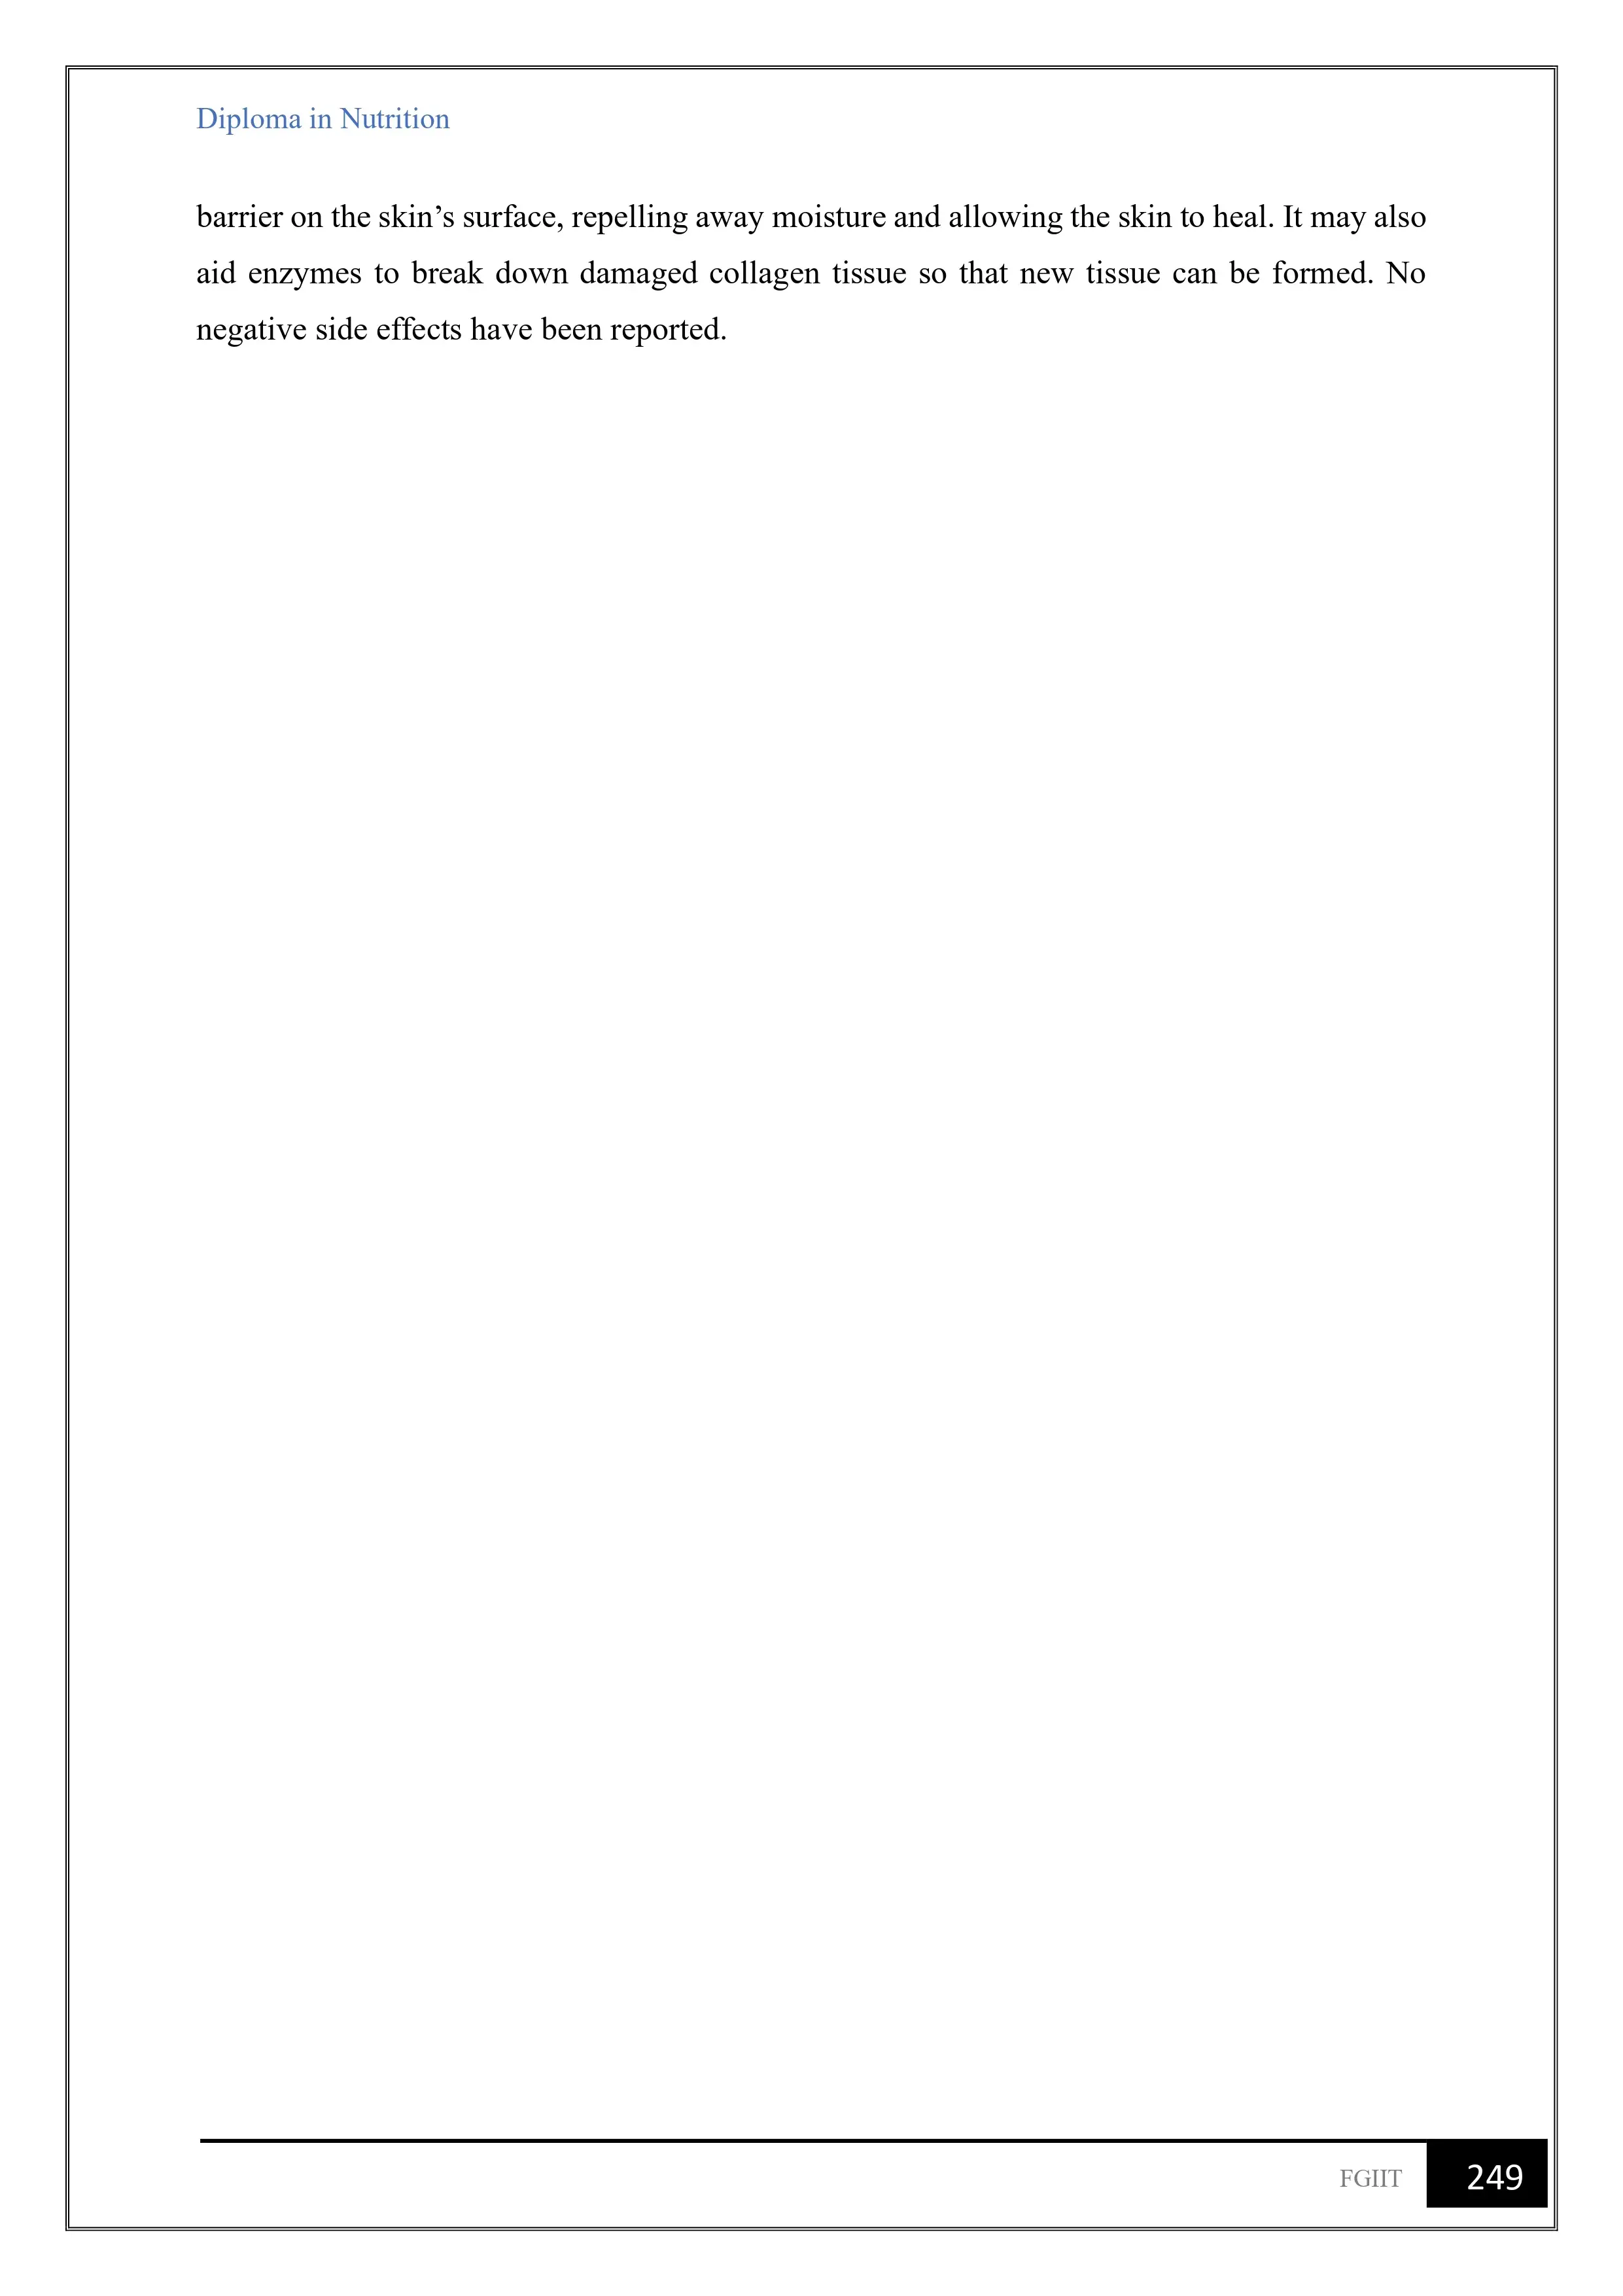 Diploma in Nutrition
barrier on the skin’s surface, repelling away moisture and allowing the skin to heal. It may also
aid enzymes to break down damaged collagen tissue so that new tissue can be formed. No
negative side effects have been reported.
FGIIT 249